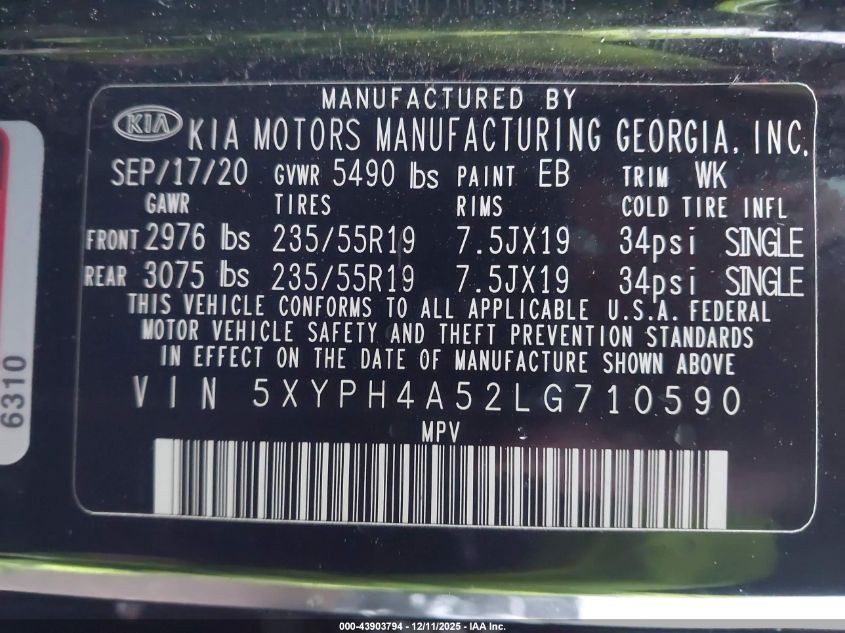 MANUFACTURED BY
KIA KIA MOTORS MANUFACTURING GEORGIA, INC.
SEP/17/20 GVWR 5490 lbs PAINT EB TRIM WK
GAWR TIRES RIMS COLD TIRE INFL
FRONT 2976 lbs 235/55R19 7.5JX19 34psi SINGLE
REAR 3075 lbs 235/55R19 7.5JX19 34psi SINGLE
THIS VEHICLE CONFORMS TO ALL APPLICABLE U.S.A. FEDERAL
MOTOR VEHICLE SAFETY AND THEFT PREVENTION STANDARDS
IN EFFECT ON THE DATE OF MANUFACTURE SHOWN ABOVE
VIN 5XYPH4A52LG710590
MPV
6310
000-43903794 - 12/11/2025 - IAA Inc.